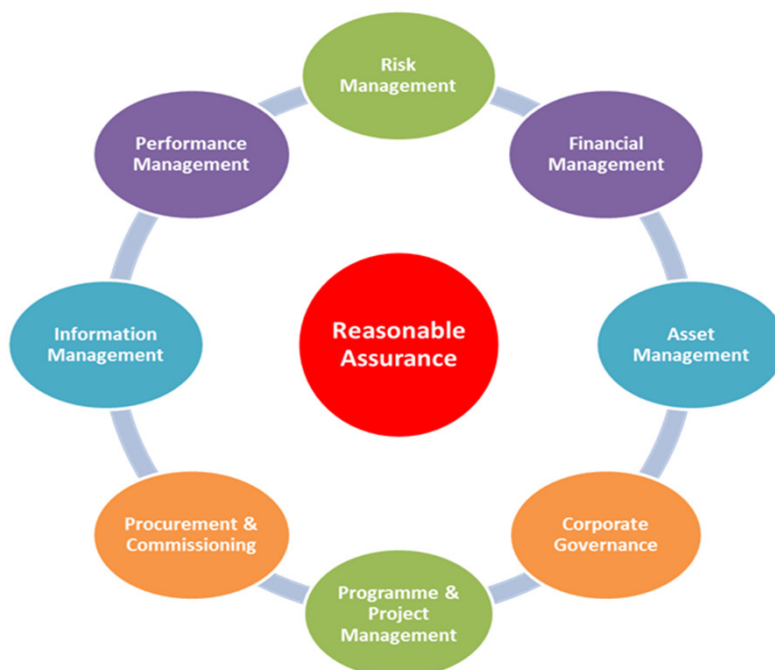 Risk
Management
Performance
Management
Financial
Management
Information
Management
Reasonable
Assurance
Asset
Management
Procurement &
Commissioning
Corporate
Governance
Programme &
Project
Management